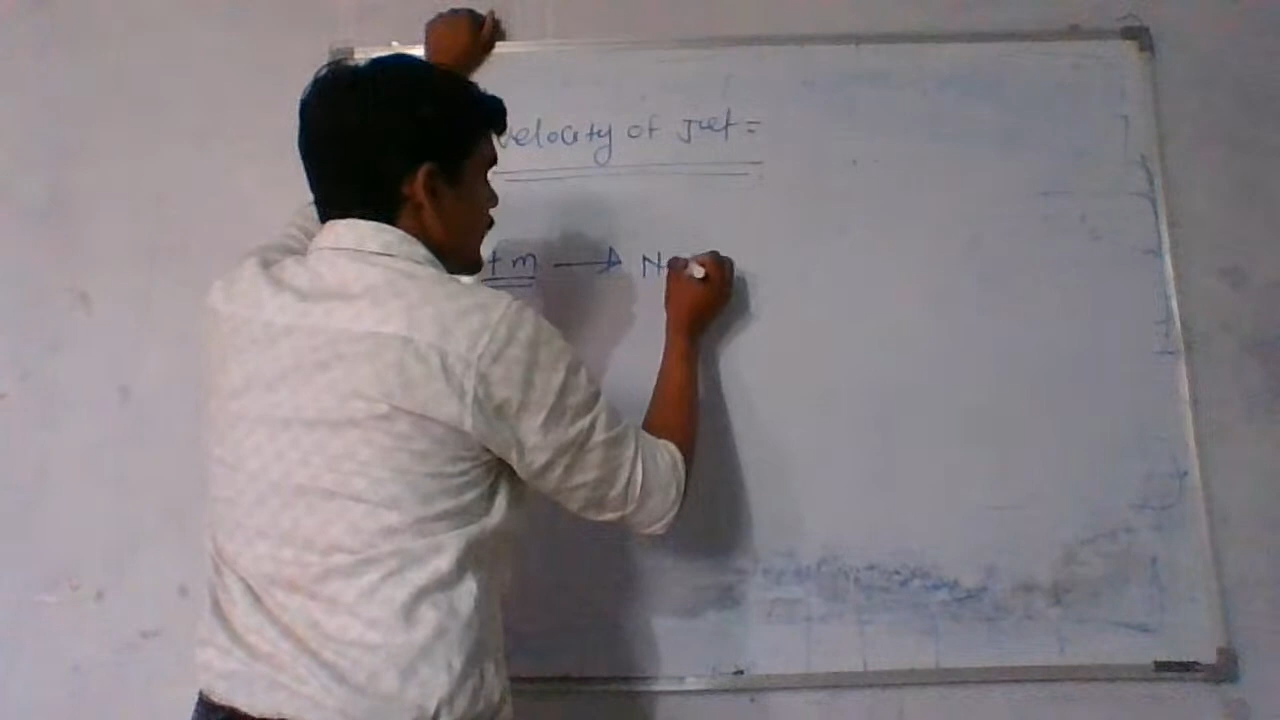 velocity of Jet =
+ m → N